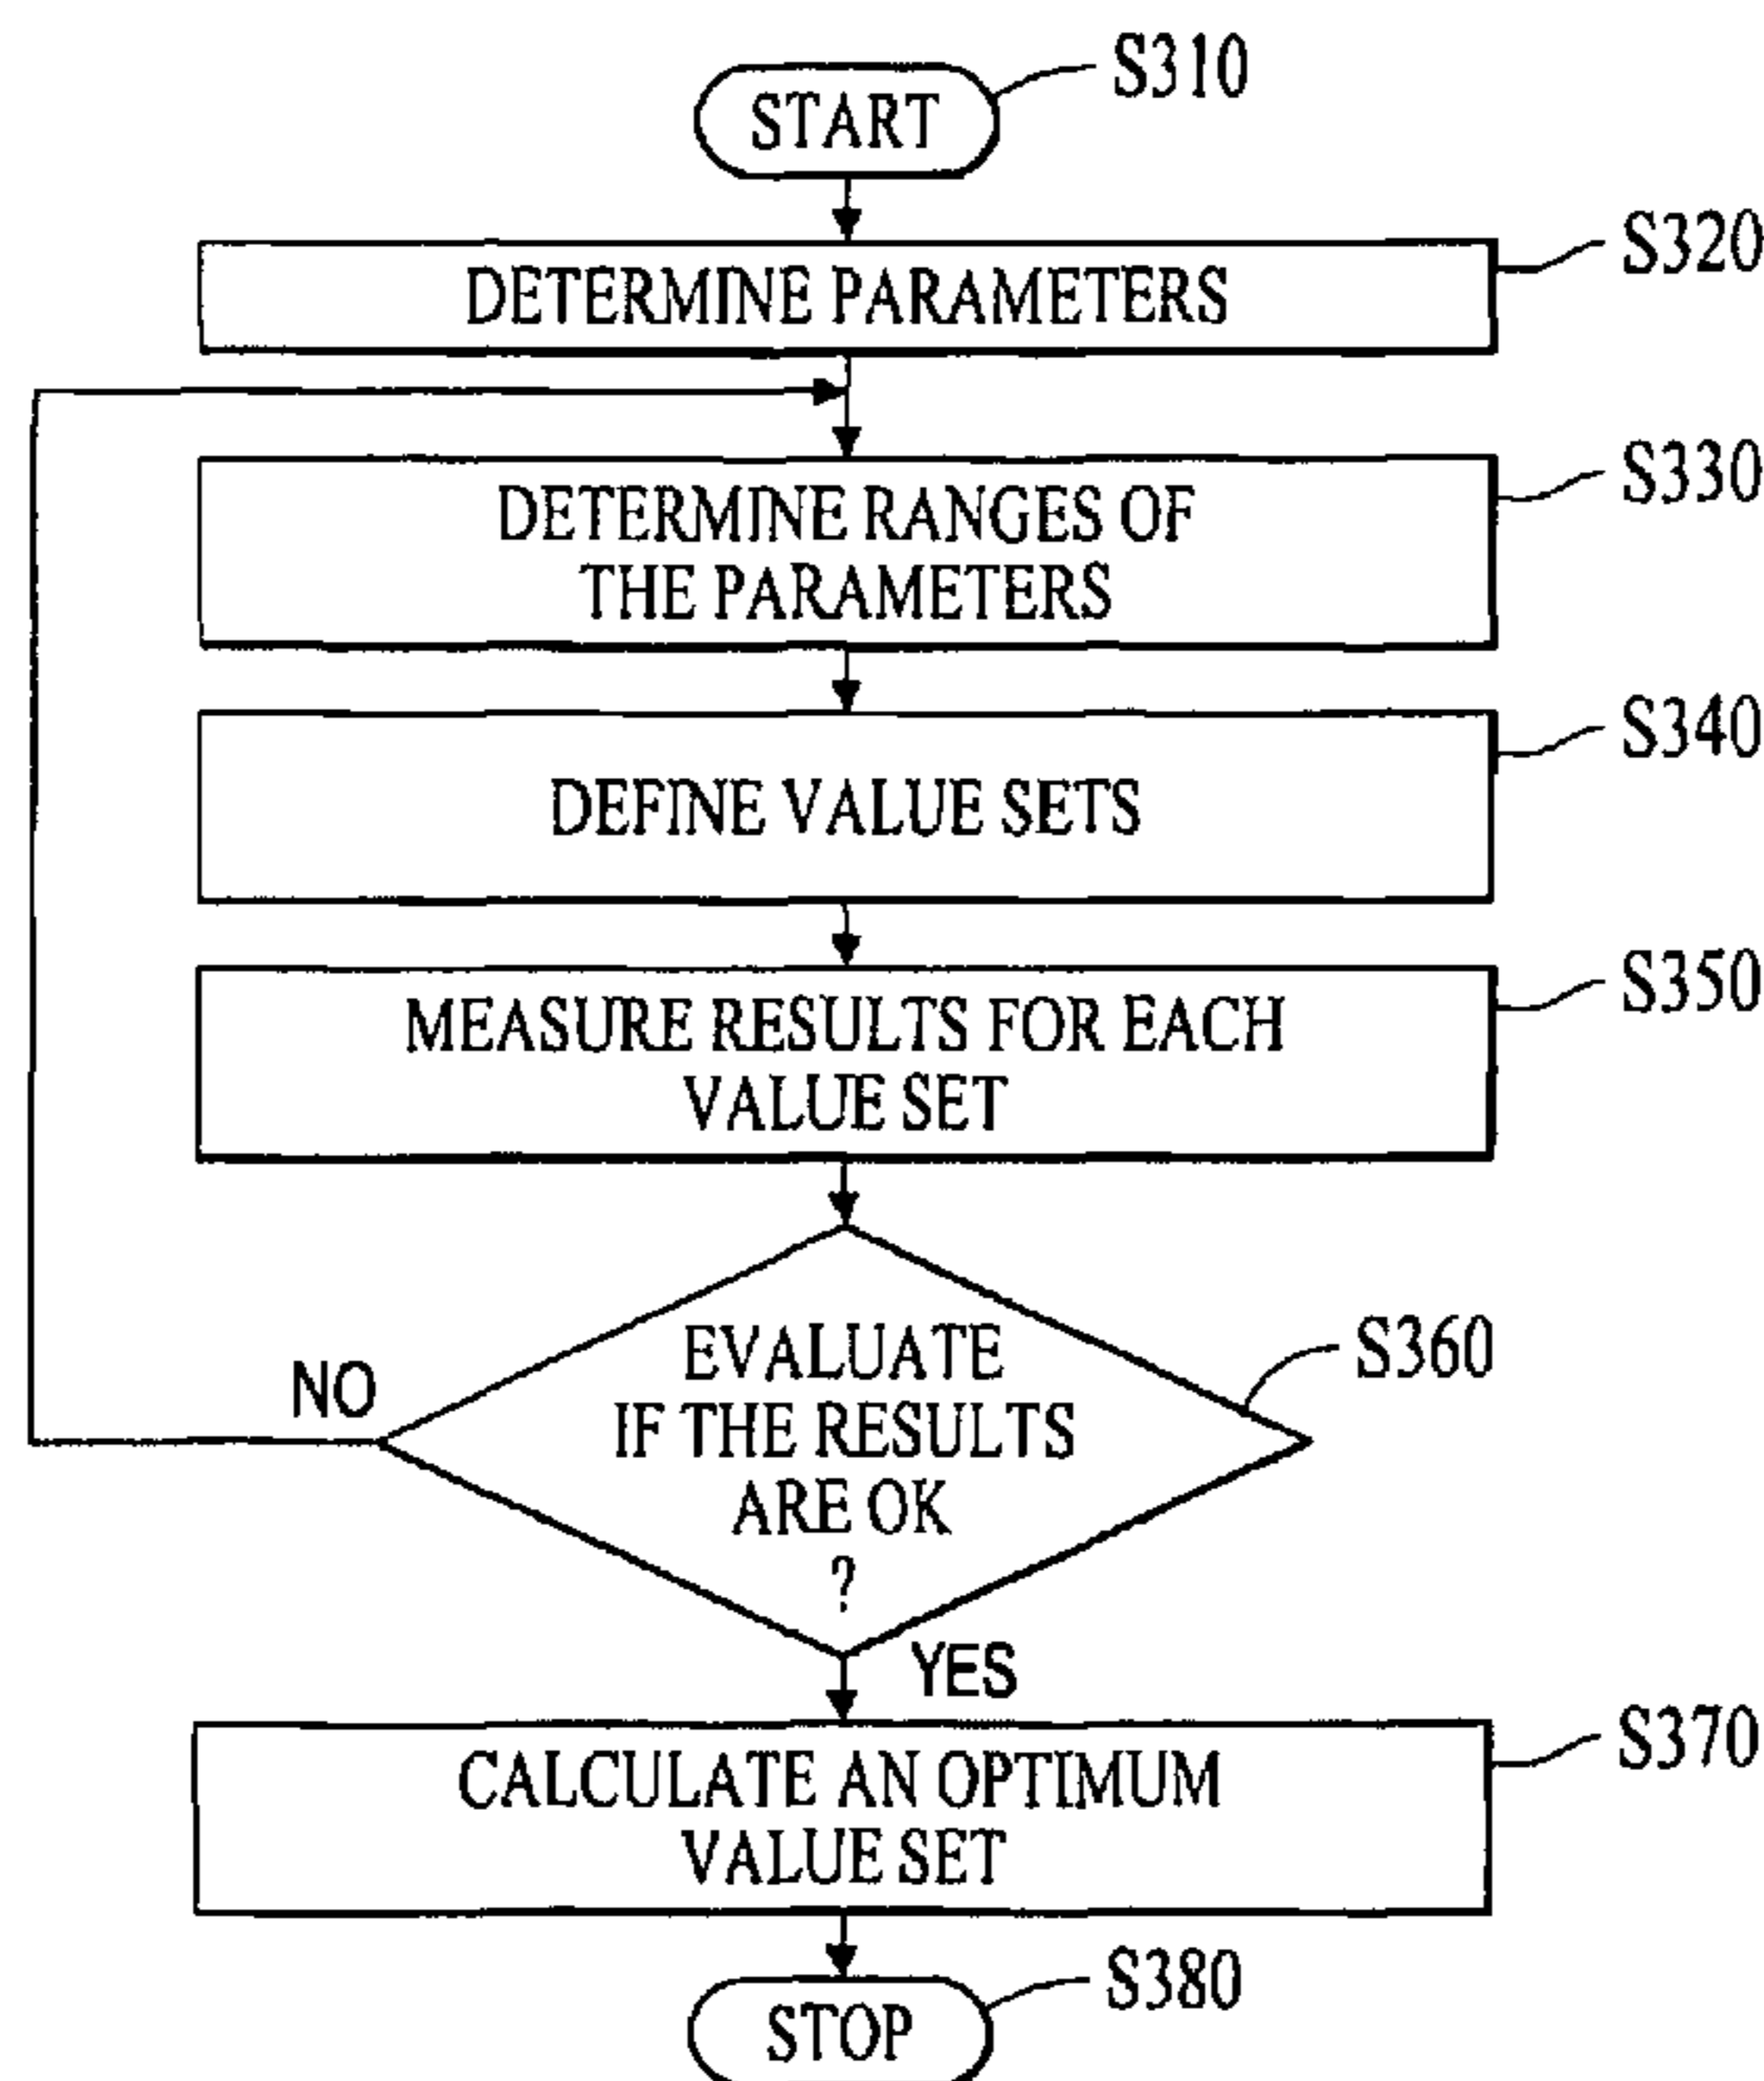 START
S310
DETERMINE PARAMETERS
S320
DETERMINE RANGES OF
THE PARAMETERS
S330
DEFINE VALUE SETS
S340
MEASURE RESULTS FOR EACH
VALUE SET
S350
EVALUATE
IF THE RESULTS
ARE OK
?
S360
NO
YES
CALCULATE AN OPTIMUM
VALUE SET
S370
STOP
S380